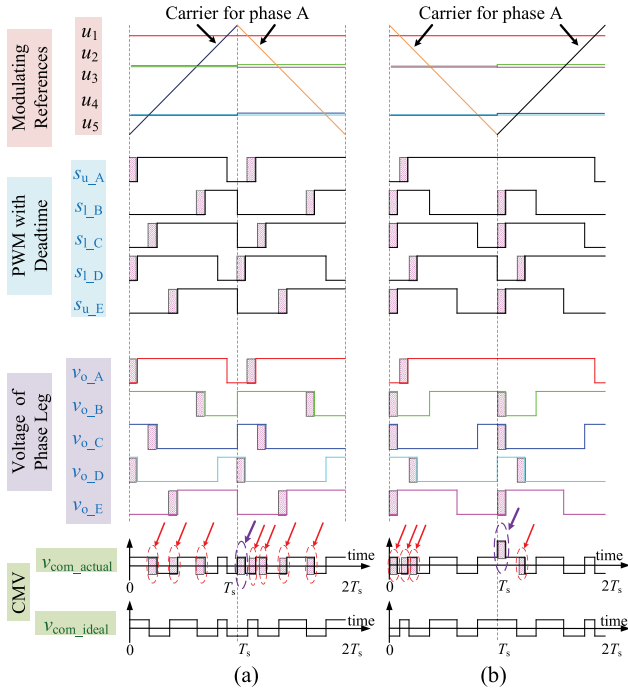 Carrier for phase A
Carrier for phase A
Modulating
References
u1
u2
u3
u4
u5
PWM with
Deadtime
su_A
sl_B
sl_C
sl_D
su_E
Voltage of
Phase Leg
vo_A
vo_B
vo_C
vo_D
vo_E
CMV
vcom_actual
time
0
Ts
2Ts
time
0
Ts
2Ts
vcom_ideal
time
0
Ts
2Ts
time
0
Ts
2Ts
(a)
(b)